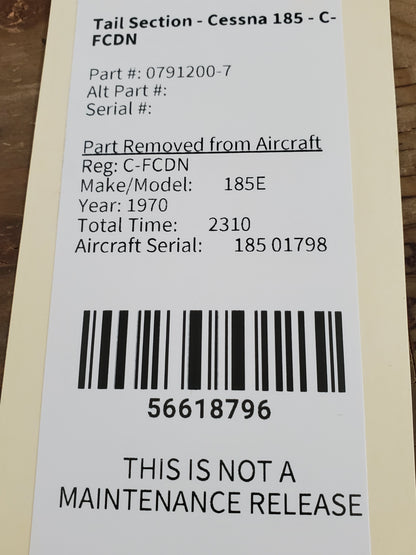 Tail Section - Cessna 185 - C-
FCDN
Part #: 0791200-7
Alt Part #:
Serial #:
Part Removed from Aircraft
Reg: C-FCDN
Make/Model: 185E
Year: 1970
Total Time: 2310
Aircraft Serial: 185 01798
56618796
THIS IS NOT A
MAINTENANCE RELEASE